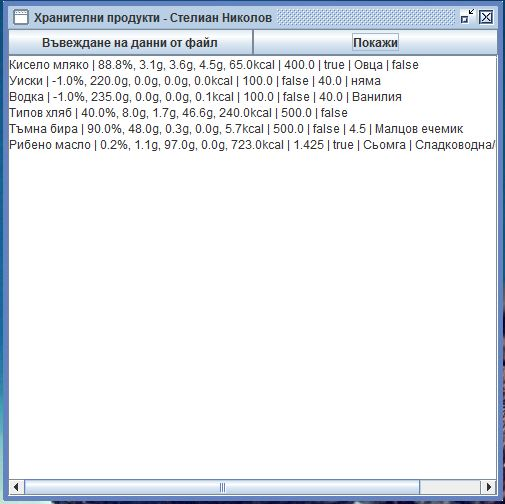 Хранителни продукти - Стелиан Николов
Въвеждане на данни от файл
Покажи
Кисело мляко | 88.8%, 3.1g, 3.6g, 4.5g, 65.0kcal | 400.0 | true | Овца | false
Уиски | -1.0%, 220.0g, 0.0g, 0.0g, 0.0kcal | 100.0 | false | 40.0 | няма
Водка | -1.0%, 235.0g, 0.0g, 0.0g, 0.1kcal | 100.0 | false | 40.0 | Ванилия
Типов хляб | 40.0%, 8.0g, 1.7g, 46.6g, 240.0kcal | 500.0 | false
Тъмна бира | 90.0%, 48.0g, 0.3g, 0.0g, 5.7kcal | 500.0 | false | 4.5 | Малцов ечемик
Рибено масло | 0.2%, 1.1g, 97.0g, 0.0g, 723.0kcal | 1.425 | true | Сьомга | Сладководна/